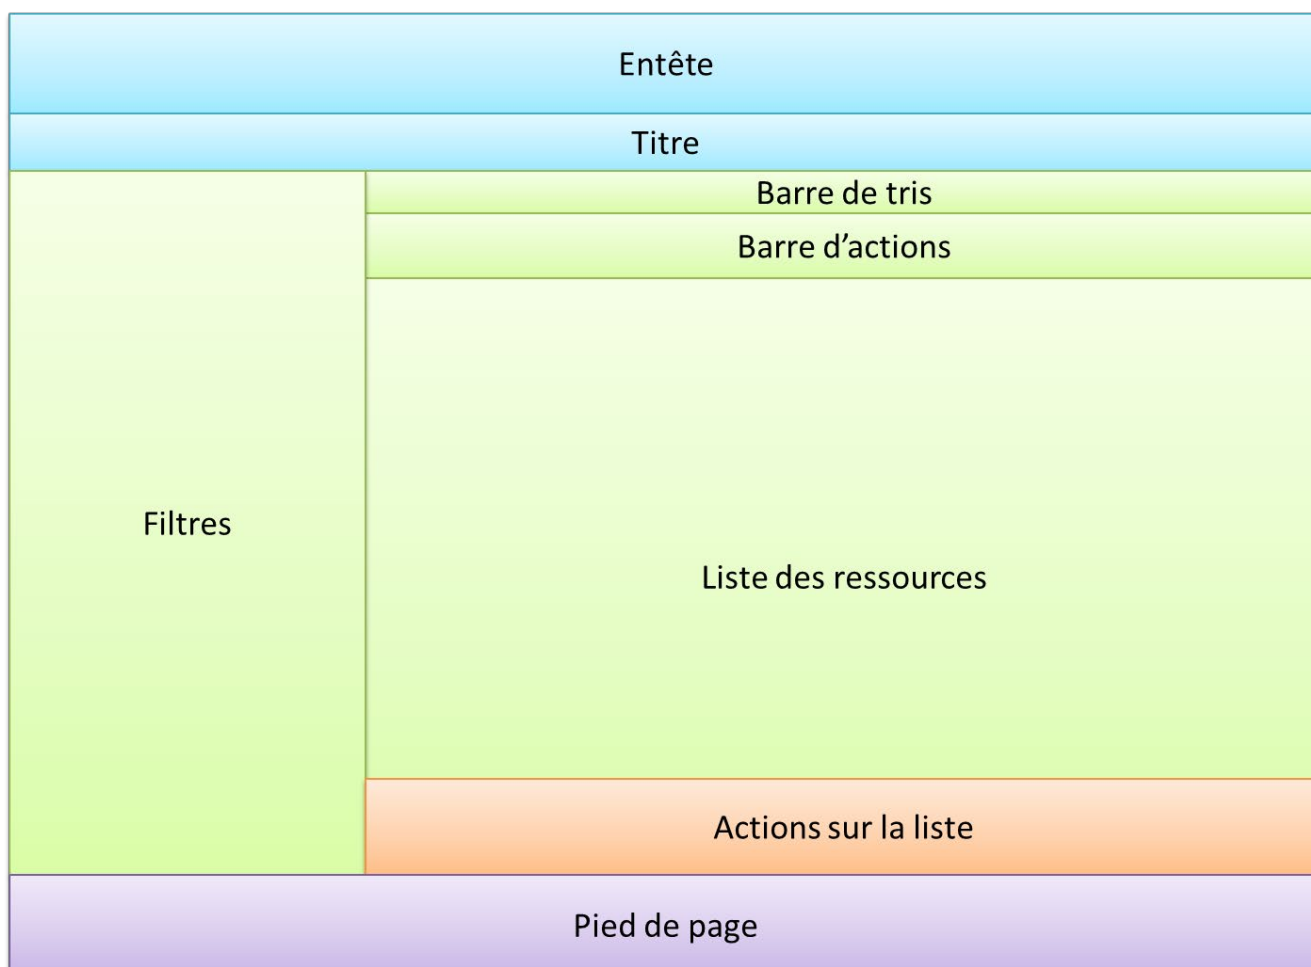 Entête
Titre
Barre de tris
Barre d’actions
Filtres
Liste des ressources
Actions sur la liste
Pied de page